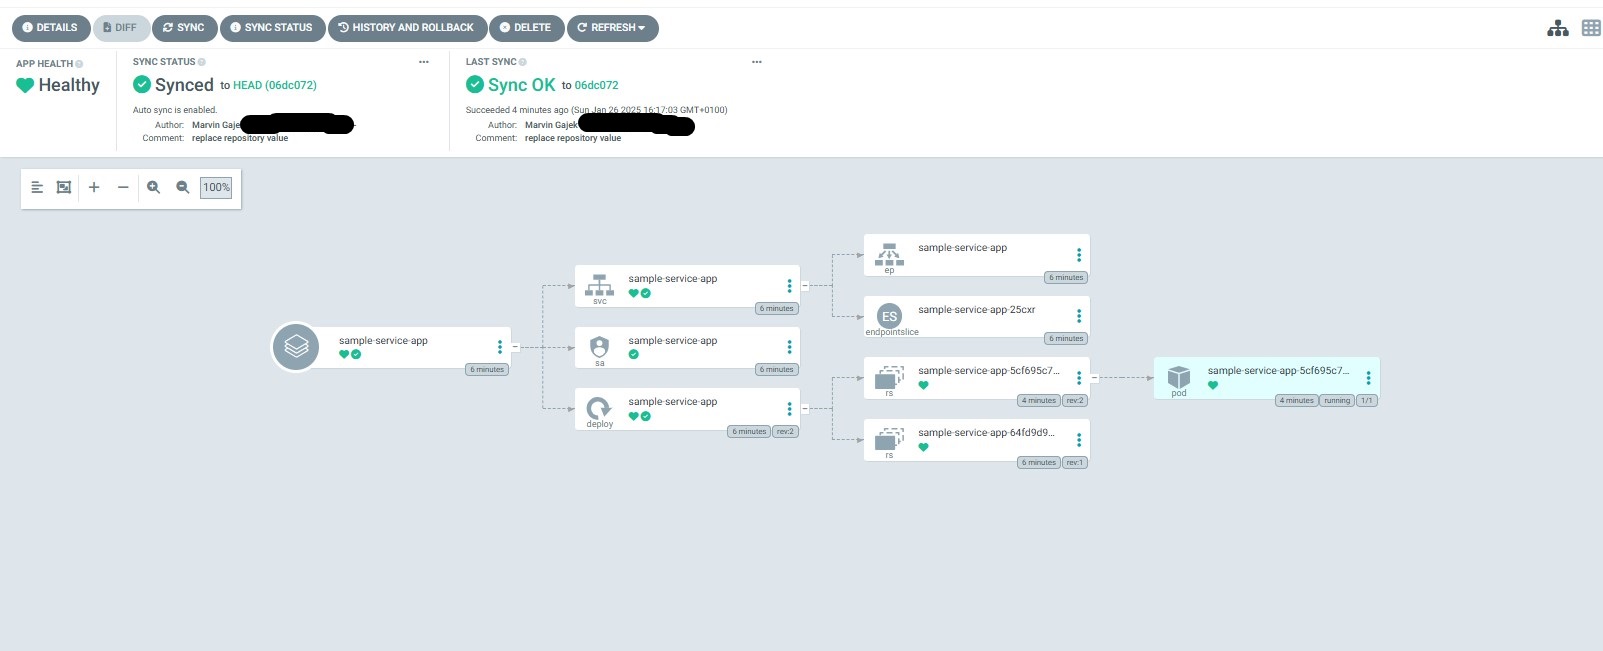 DETAILS DIFF SYNC SYNC STATUS HISTORY AND ROLLBACK DELETE REFRESH
APP HEALTH
Healthy
SYNC STATUS
Synced to HEAD (06dc072)
Auto sync is enabled.
Author: Marvin Gajek
Comment: replace repository value
LAST SYNC
Sync OK to 06dc072
Succeeded 4 minutes ago (Sun Jan 26 2025 16:17:03 GMT+0100)
Author: Marvin Gajek
Comment: replace repository value
100%
sample-service-app
6 minutes
svc
sample-service-app
6 minutes
sa
sample-service-app
6 minutes
deploy
sample-service-app
6 minutes rev:2
ep
sample-service-app
6 minutes
ES
endpointslice
sample-service-app-25cxr
6 minutes
rs
sample-service-app-5cf695c7...
4 minutes rev:2
rs
sample-service-app-64fd9d9...
6 minutes rev:1
pod
sample-service-app-5cf695c7...
4 minutes running 1/1